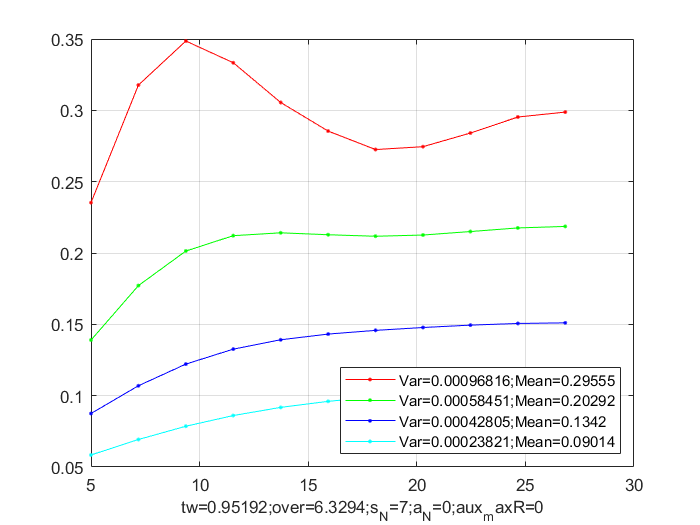 0.35
0.3
0.25
0.2
0.15
0.1
0.05
Var=0.00096816;Mean=0.29555
Var=0.00058451;Mean=0.20292
Var=0.00042805;Mean=0.1342
Var=0.00023821;Mean=0.09014
5 10 15 20 25 30
tw=0.95192;over=6.3294;s_N=7;a_N=0;aux_maxR=0